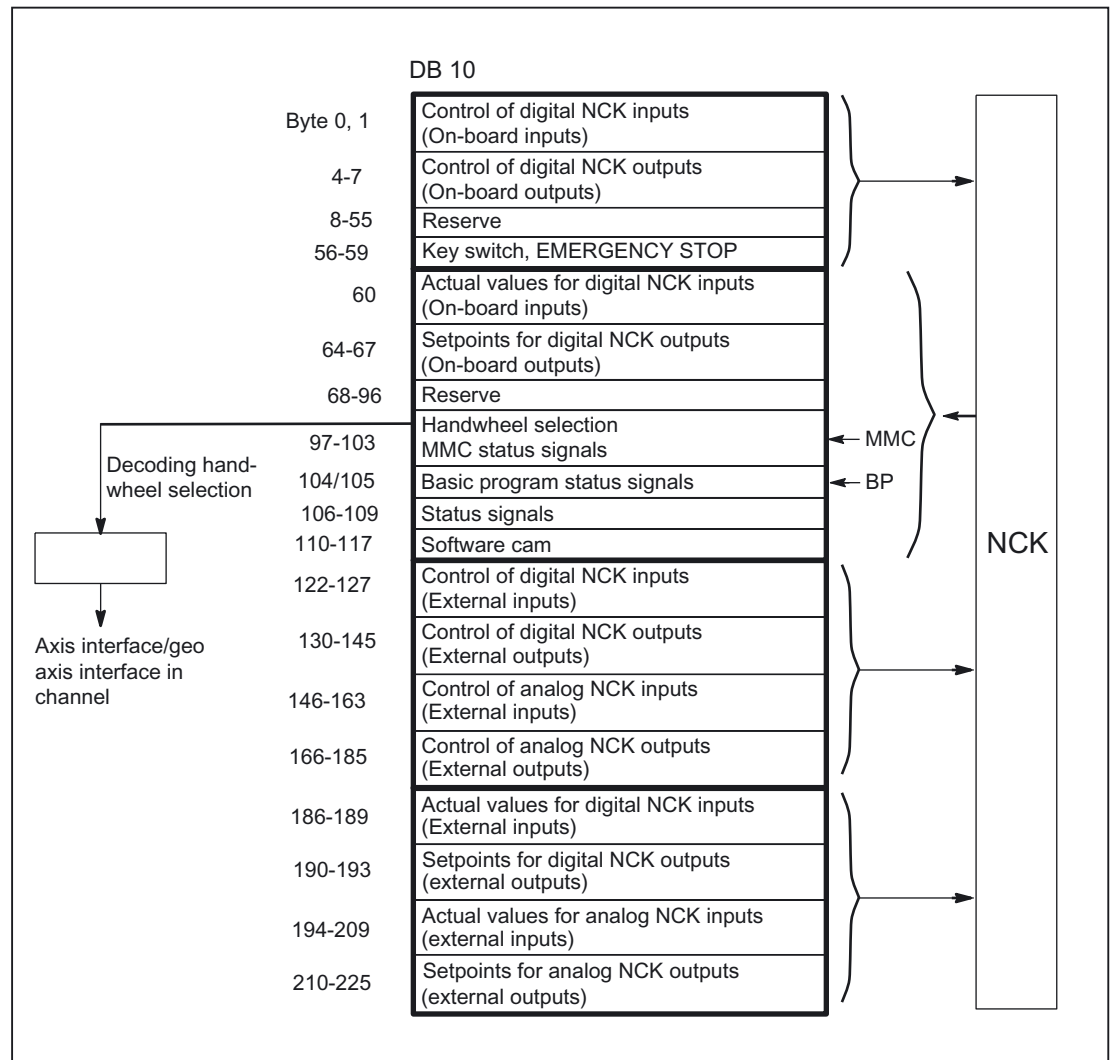 DB 10
Byte 0, 1
Control of digital NCK inputs
(On-board inputs)
4-7
Control of digital NCK outputs
(On-board outputs)
8-55
Reserve
56-59
Key switch, EMERGENCY STOP
60
Actual values for digital NCK inputs
(On-board inputs)
64-67
Setpoints for digital NCK outputs
(On-board outputs)
68-96
Reserve
97-103
Handwheel selection
MMC status signals
MMC
104/105
Basic program status signals
BP
106-109
Status signals
110-117
Software cam
Decoding hand-
wheel selection
Axis interface/geo
axis interface in
channel
122-127
Control of digital NCK inputs
(External inputs)
130-145
Control of digital NCK outputs
(External outputs)
146-163
Control of analog NCK inputs
(External inputs)
166-185
Control of analog NCK outputs
(External outputs)
186-189
Actual values for digital NCK inputs
(External inputs)
190-193
Setpoints for digital NCK outputs
(external outputs)
194-209
Actual values for analog NCK inputs
(external inputs)
210-225
Setpoints for analog NCK outputs
(external outputs)
NCK